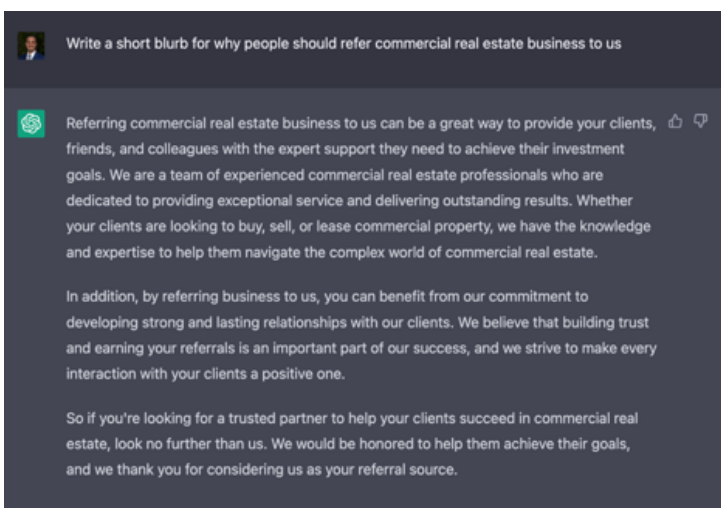 Write a short blurb for why people should refer commercial real estate business to us
Referring commercial real estate business to us can be a great way to provide your clients,
friends, and colleagues with the expert support they need to achieve their investment
goals. We are a team of experienced commercial real estate professionals who are
dedicated to providing exceptional service and delivering outstanding results. Whether
your clients are looking to buy, sell, or lease commercial property, we have the knowledge
and expertise to help them navigate the complex world of commercial real estate.
In addition, by referring business to us, you can benefit from our commitment to
developing strong and lasting relationships with our clients. We believe that building trust
and earning your referrals is an important part of our success, and we strive to make every
interaction with your clients a positive one.
So if you're looking for a trusted partner to help your clients succeed in commercial real
estate, look no further than us. We would be honored to help them achieve their goals,
and we thank you for considering us as your referral source.